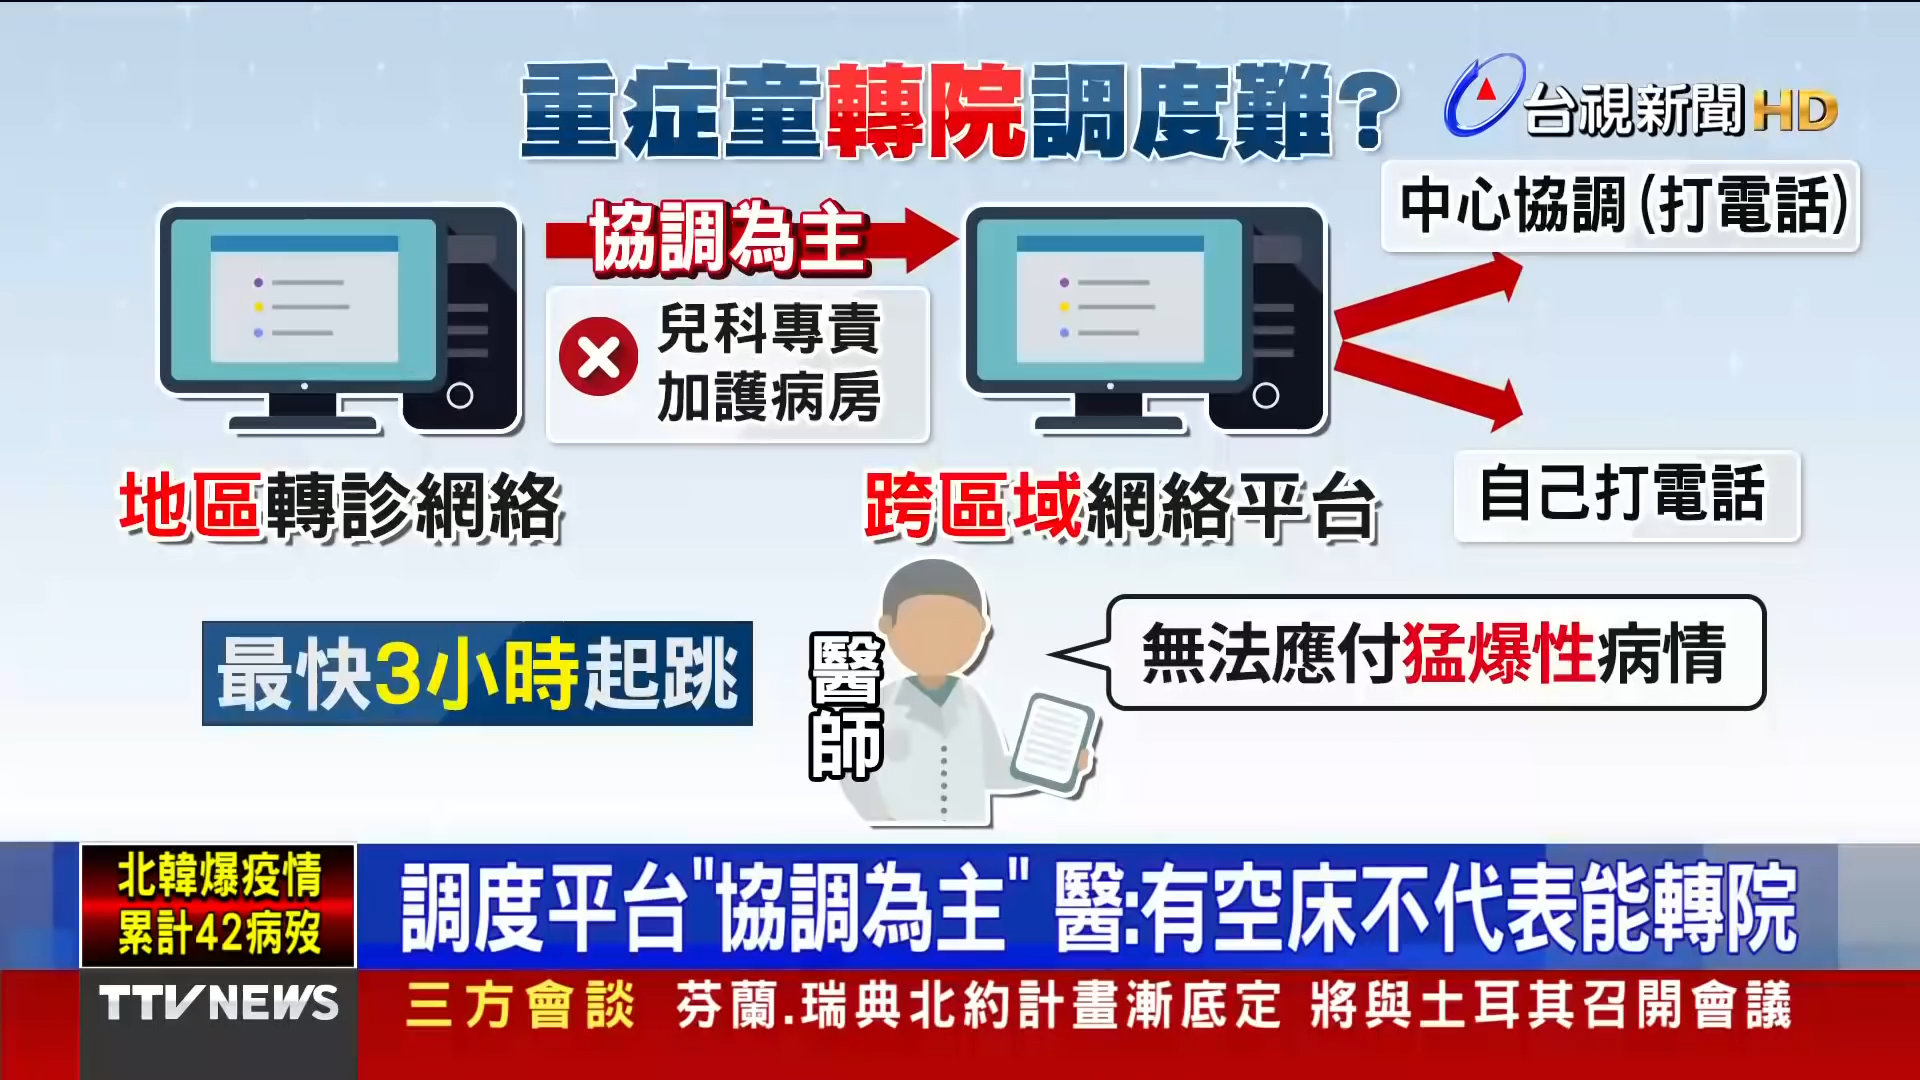 重症童轉院調度難?
台視新聞HD
中心協調(打電話)
協調為主
兒科專責
加護病房
地區轉診網絡
跨區域網絡平台
自己打電話
最快3小時起跳
醫師
無法應付猛爆性病情
北韓爆疫情
累計42病歿
調度平台"協調為主" 醫:有空床不代表能轉院
TTV NEWS
三方會談 芬蘭.瑞典北約計畫漸底定 將與土耳其召開會議